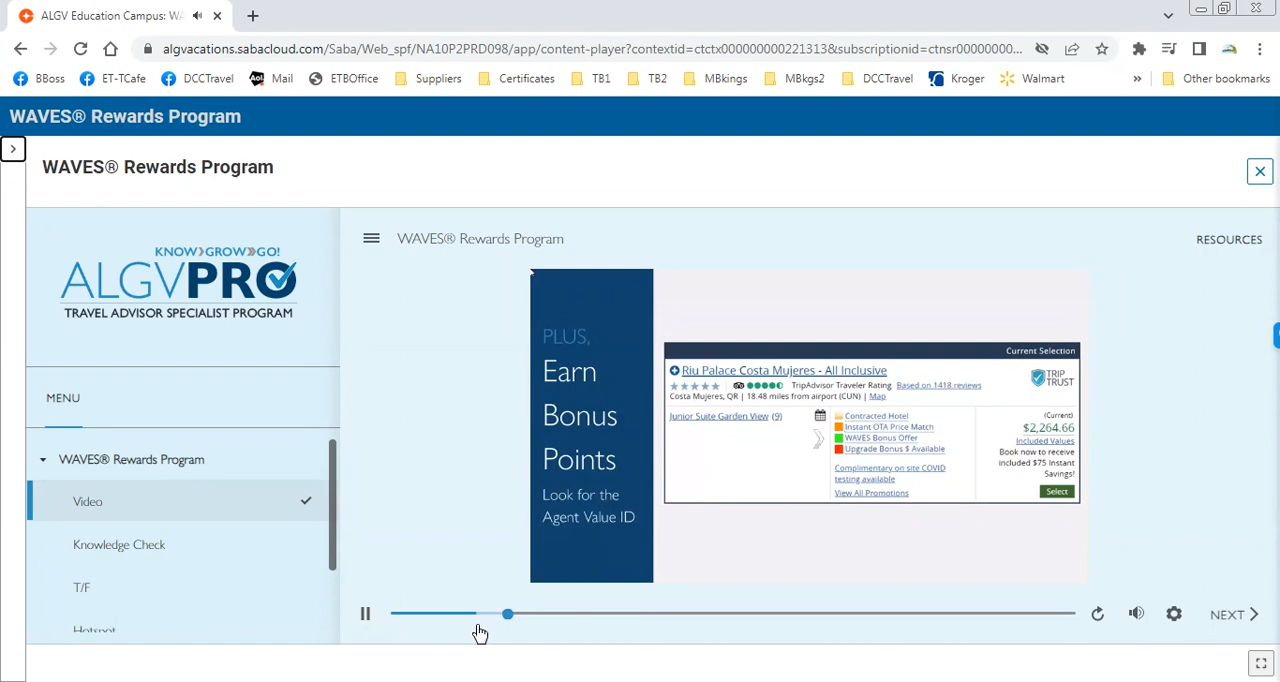 ALGV Education Campus: WA
algvacations.sabacloud.com/Saba/Web_spf/NA10P2PRD098/app/content-player?contextid=ctctx000000000221313&subscriptionid=ctnsr00000000...
BBoss ET-TCafe DCCTravel Mail ETBOffice Suppliers Certificates TB1 TB2 MBkings MBkgs2 DCCTravel Kroger Walmart » Other bookmarks
WAVES® Rewards Program
WAVES® Rewards Program
KNOW GROW GO!
ALGVPRO
TRAVEL ADVISOR SPECIALIST PROGRAM
MENU
WAVES® Rewards Program
Video
Knowledge Check
T/F
Hotspot
WAVES® Rewards Program
RESOURCES
PLUS,
Earn
Bonus
Points
Look for the
Agent Value ID
Current Selection
Riu Palace Costa Mujeres - All Inclusive
TripAdvisor Traveler Rating Based on 1418 reviews
Costa Mujeres, QR | 18.48 miles from airport (CUN) | Map
TRIP
TRUST
Junior Suite Garden View (9)
Contracted Hotel
Instant OTA Price Match
WAVES Bonus Offer
Upgrade Bonus $ Available
Complimentary on site COVID
testing available
View All Promotions
(Current)
$2,264.66
Included Values
Book now to receive
included $75 Instant
Savings!
Select
NEXT